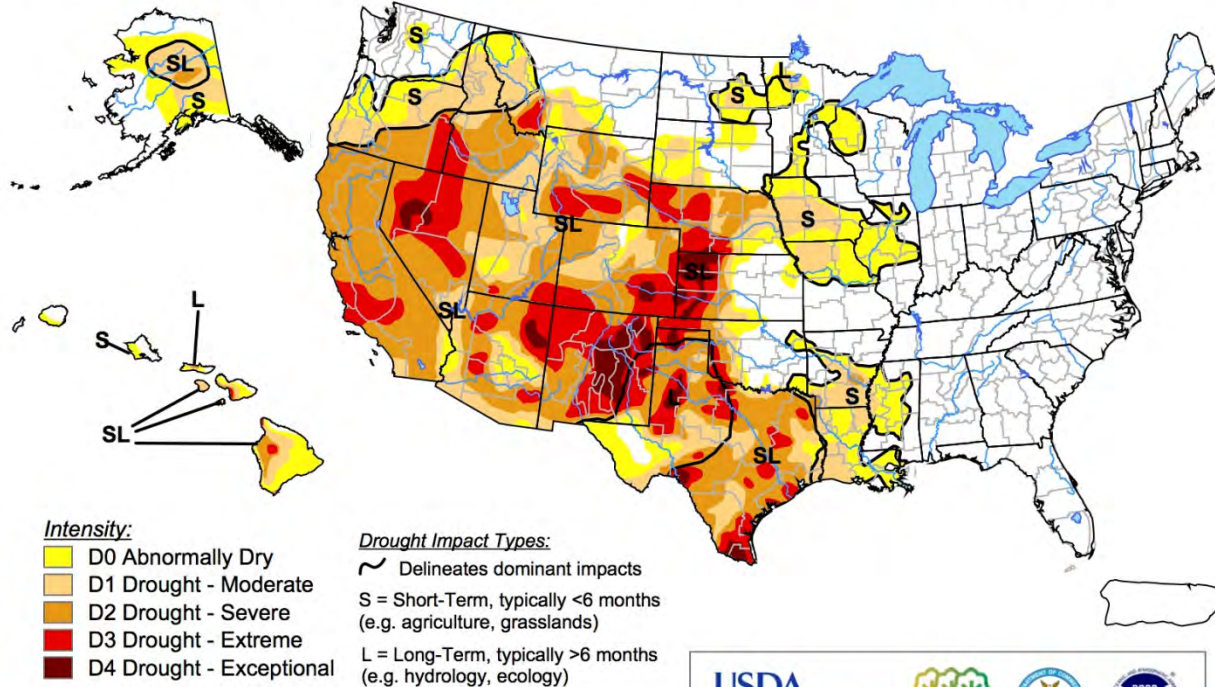 S
L
SL
S
S
S
S
SL
SL
SL
L
S
SL
L
S
SL
Intensity:
D0 Abnormally Dry
D1 Drought - Moderate
D2 Drought - Severe
D3 Drought - Extreme
D4 Drought - Exceptional
Drought Impact Types:
Delineates dominant impacts
S = Short-Term, typically <6 months
(e.g. agriculture, grasslands)
L = Long-Term, typically >6 months
(e.g. hydrology, ecology)
USDA